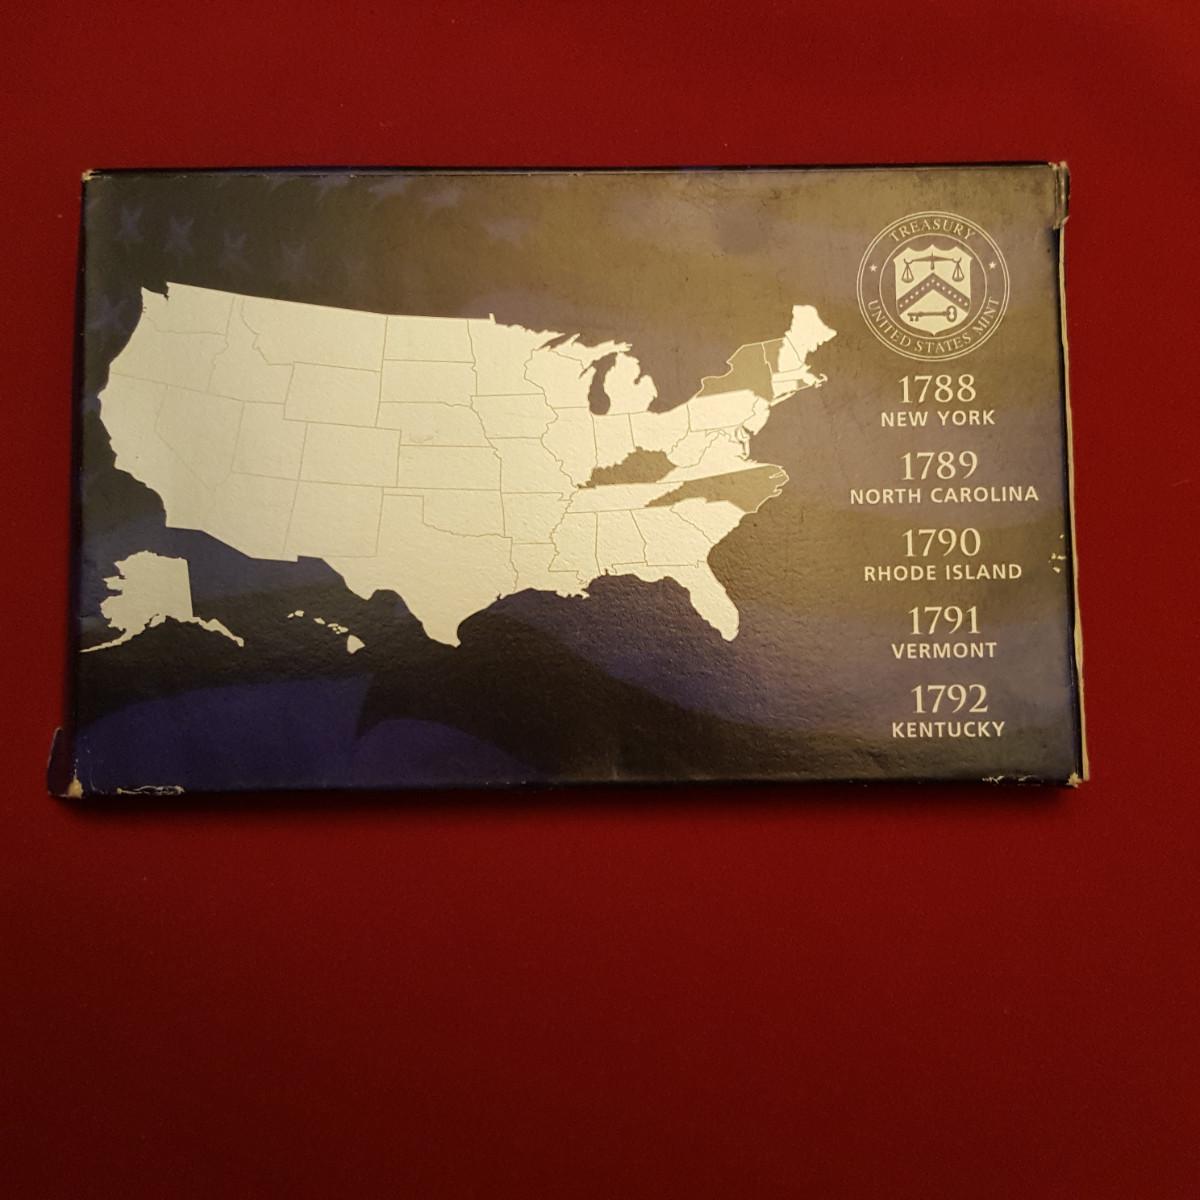 TREASURY
UNITED STATES MINT
1788
NEW YORK
1789
NORTH CAROLINA
1790
RHODE ISLAND
1791
VERMONT
1792
KENTUCKY